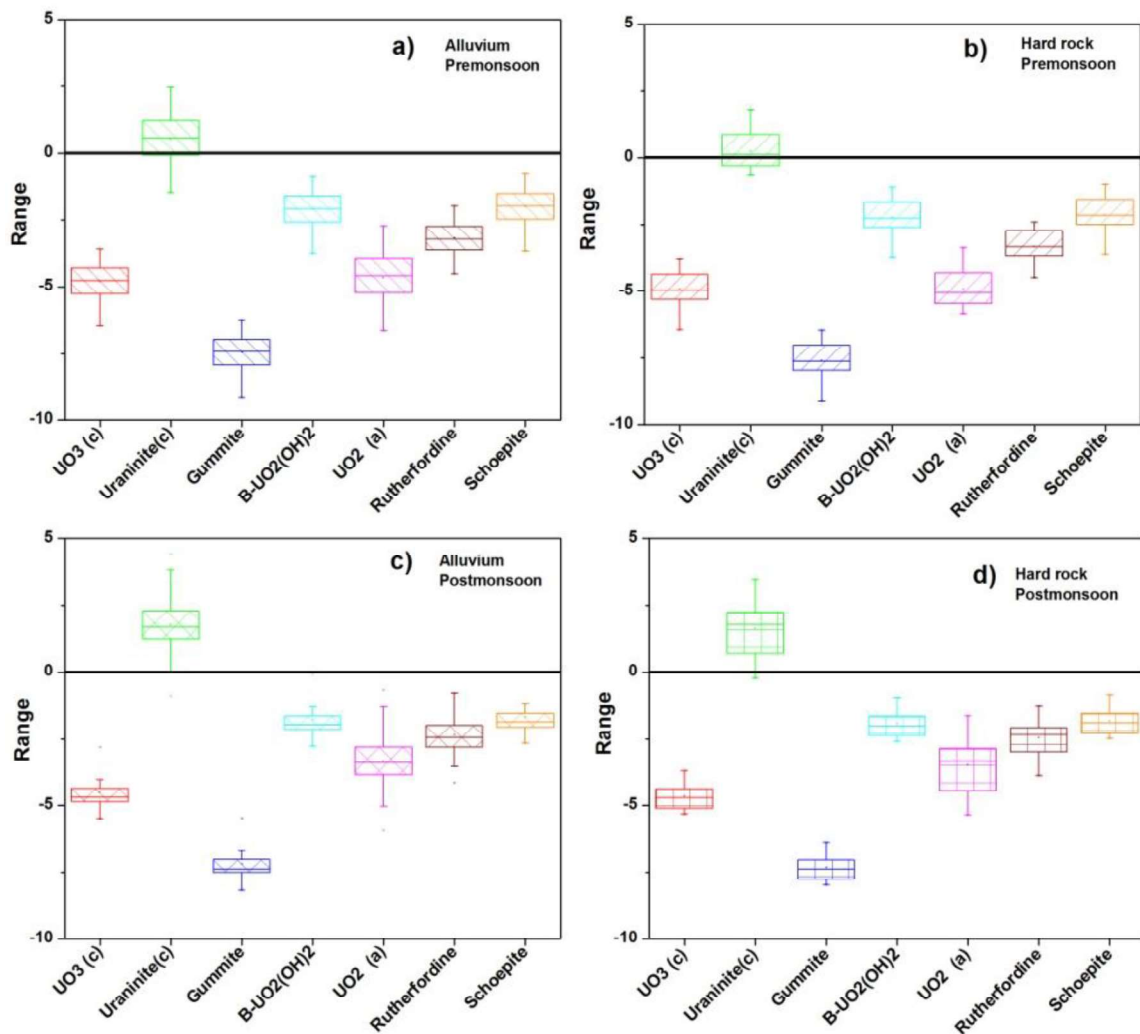 a)
Alluvium
Premonsoon
5
0
-5
-10
Range
UO3 (c)
Uraninite(c)
Gummite
B-UO2(OH)2
UO2 (a)
Rutherfordine
Schoepite
b)
Hard rock
Premonsoon
5
0
-5
-10
Range
UO3 (c)
Uraninite(c)
Gummite
B-UO2(OH)2
UO2 (a)
Rutherfordine
Schoepite
c)
Alluvium
Postmonsoon
5
0
-5
-10
Range
UO3 (c)
Uraninite(c)
Gummite
B-UO2(OH)2
UO2 (a)
Rutherfordine
Schoepite
d)
Hard rock
Postmonsoon
5
0
-5
-10
Range
UO3 (c)
Uraninite(c)
Gummite
B-UO2(OH)2
UO2 (a)
Rutherfordine
Schoepite